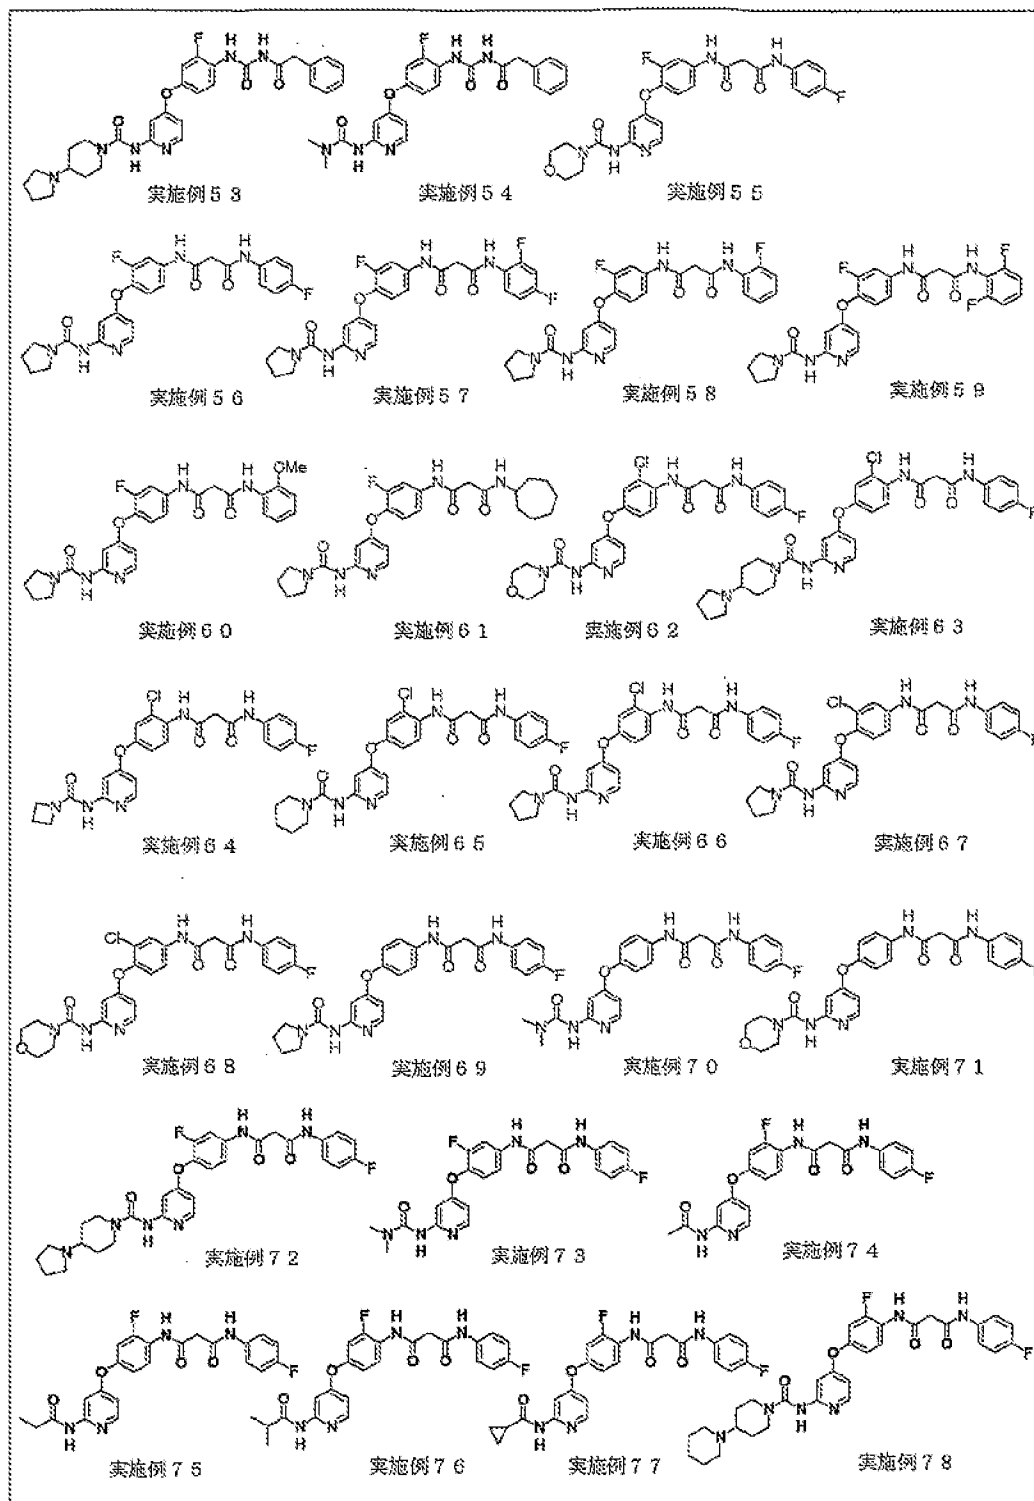 実施例５３ 実施例５４ 実施例５５
実施例５６ 実施例５７ 実施例５８ 実施例５９
OMe
実施例６０ 実施例６１ 実施例６２ 実施例６３
実施例６４ 実施例６５ 実施例６６ 実施例６７
実施例６８ 実施例６９ 実施例７０ 実施例７１
実施例７２ 実施例７３ 実施例７４
実施例７５ 実施例７６ 実施例７７ 実施例７８